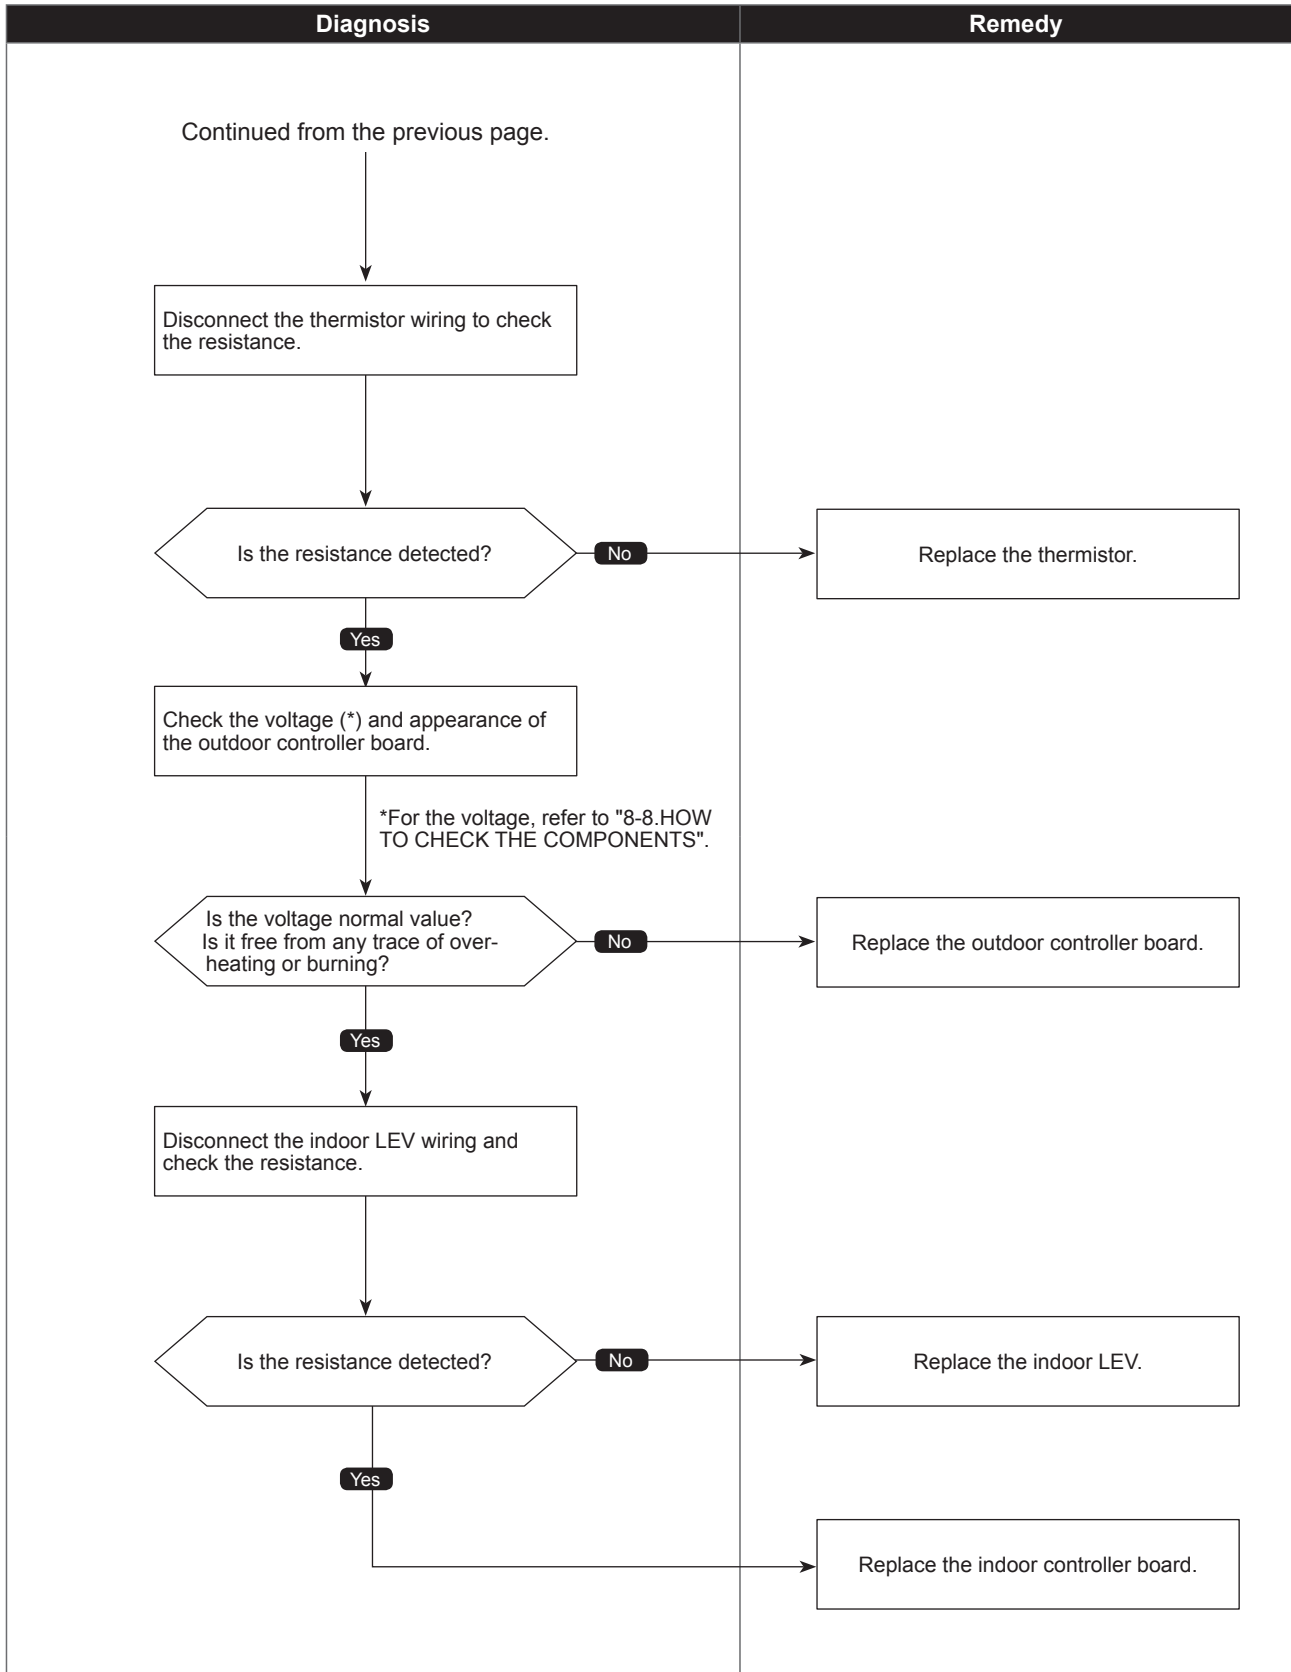 Diagnosis
Remedy
Continued from the previous page.
Disconnect the thermistor wiring to check
the resistance.
Is the resistance detected?
No
Replace the thermistor.
Yes
Check the voltage (*) and appearance of
the outdoor controller board.
*For the voltage, refer to "8-8.HOW
TO CHECK THE COMPONENTS".
Is the voltage normal value?
Is it free from any trace of over-
heating or burning?
No
Replace the outdoor controller board.
Yes
Disconnect the indoor LEV wiring and
check the resistance.
Is the resistance detected?
No
Replace the indoor LEV.
Yes
Replace the indoor controller board.